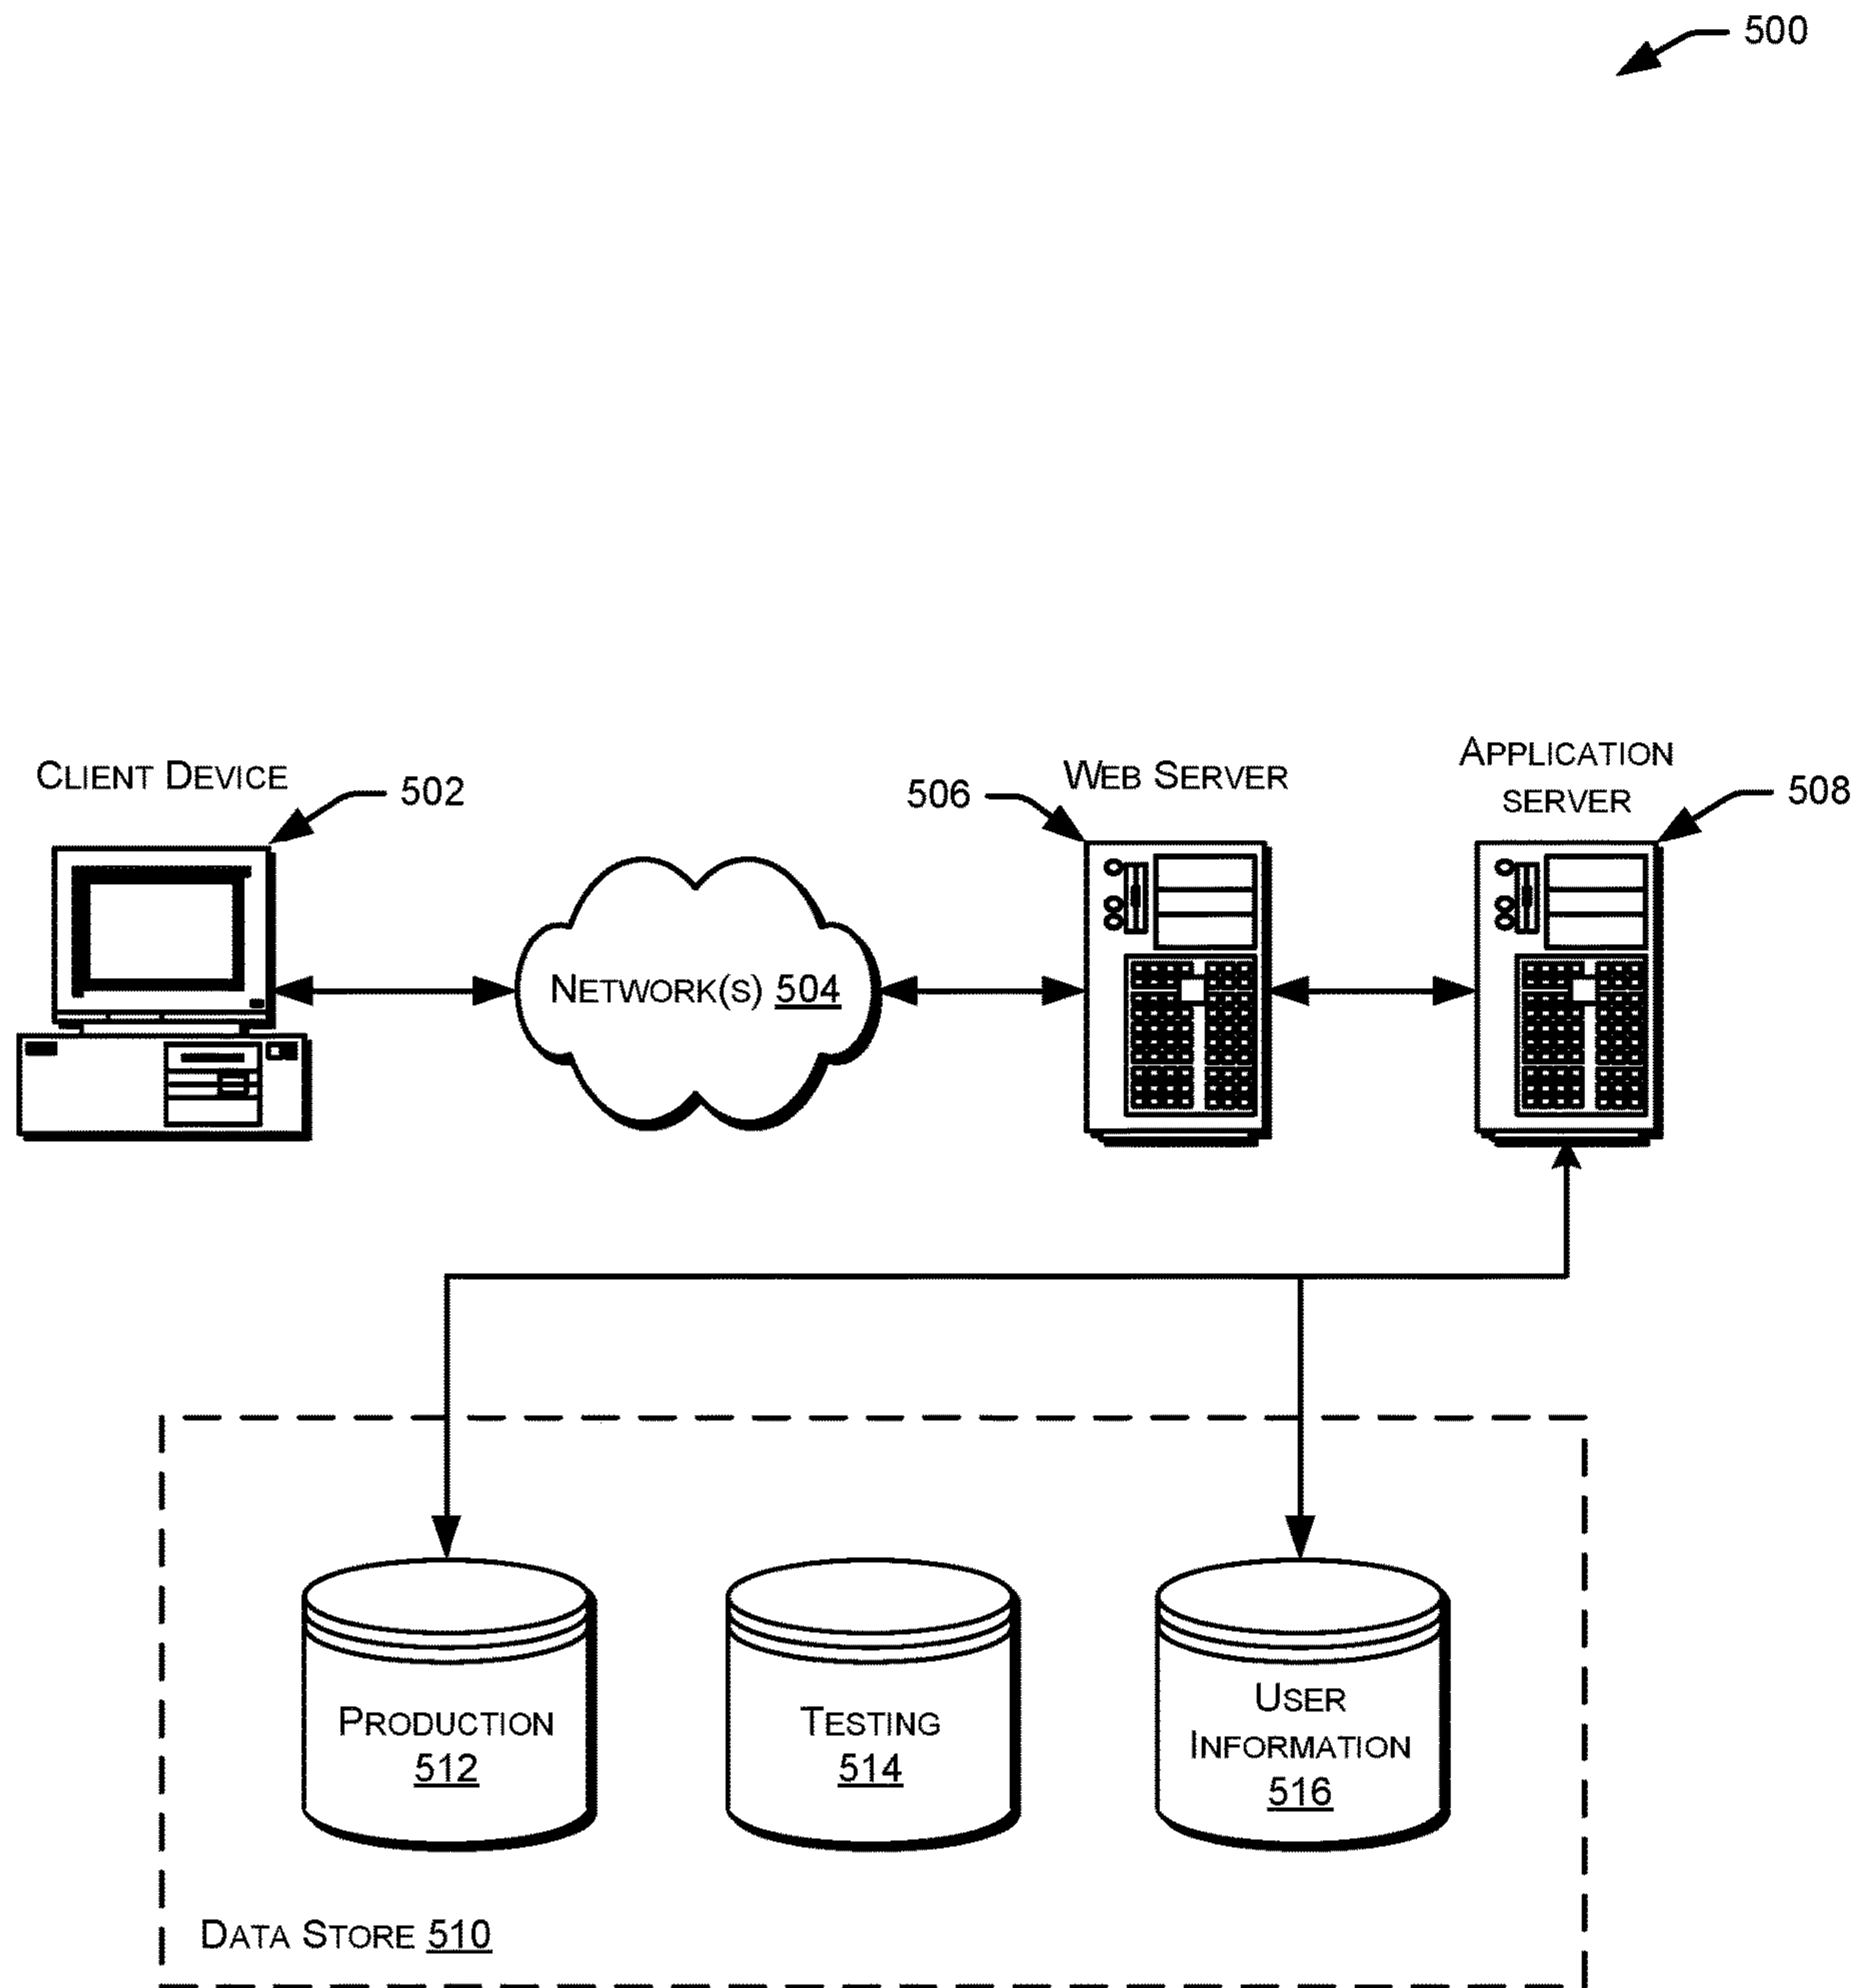 500
CLIENT DEVICE
502
506
WEB SERVER
APPLICATION
SERVER
508
NETWORK(S) 504
PRODUCTION
512
TESTING
514
USER
INFORMATION
516
DATA STORE 510